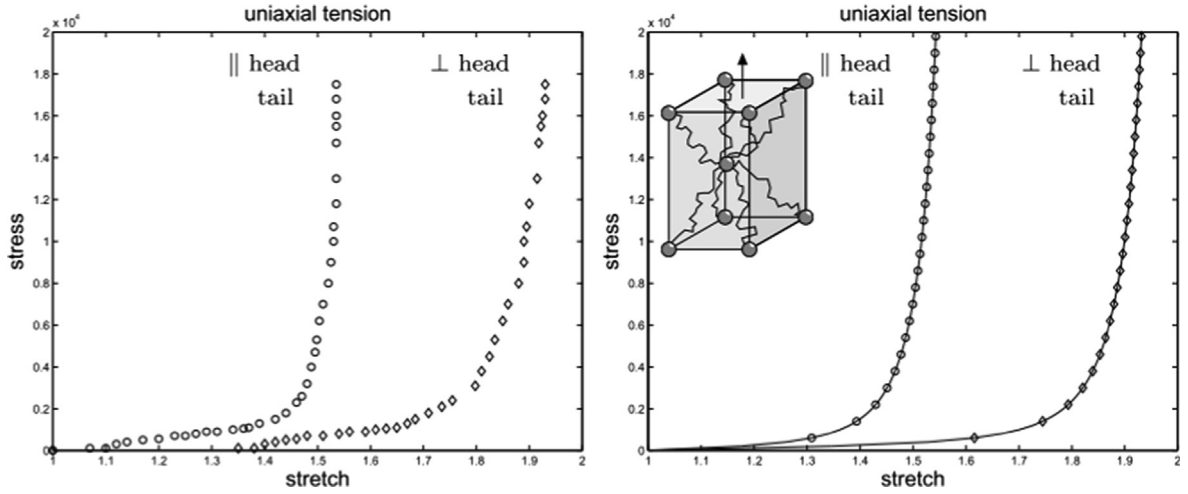 uniaxial tension
x 10⁴
2
1.8
1.6
1.4
1.2
1
0.8
0.6
0.4
0.2
0
stress
∥ head
tail
⊥ head
tail
1 1.1 1.2 1.3 1.4 1.5 1.6 1.7 1.8 1.9 2
stretch
uniaxial tension
x 10⁴
2
1.8
1.6
1.4
1.2
1
0.8
0.6
0.4
0.2
0
stress
∥ head
tail
⊥ head
tail
1 1.1 1.2 1.3 1.4 1.5 1.6 1.7 1.8 1.9 2
stretch